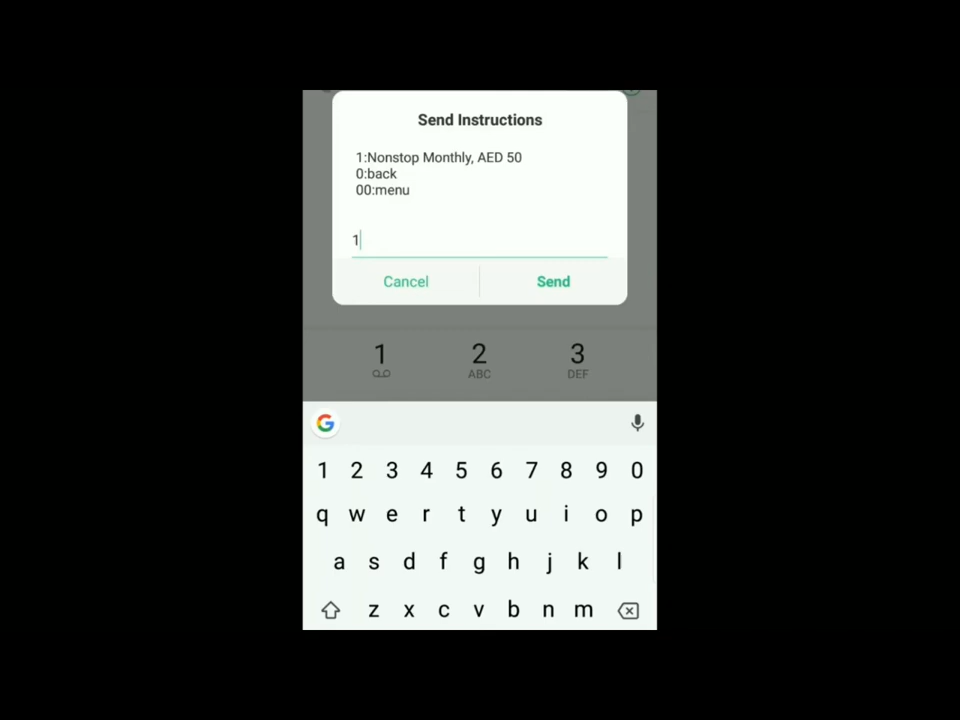 Send Instructions
1:Nonstop Monthly, AED 50
0:back
00:menu
1
Cancel
Send
1 2 3
ABC DEF
G
1 2 3 4 5 6 7 8 9 0
q w e r t y u i o p
a s d f g h j k l
z x c v b n m